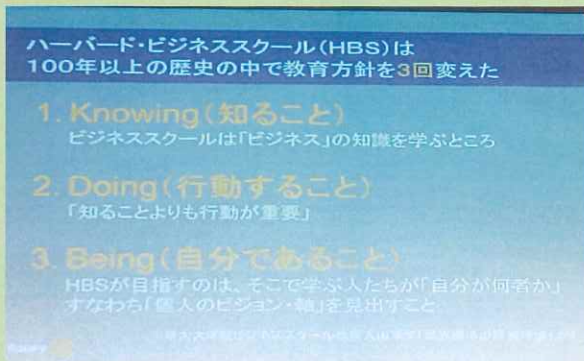 ハーバード・ビジネススクール(HBS)は
100年以上の歴史の中で教育方針を3回変えた
1. Knowing(知ること)
ビジネススクールは「ビジネス」の知識を学ぶところ
2. Doing(行動すること)
「知ることよりも行動が重要」
3. Being(自分であること)
HBSが目指すのは、そこで学ぶ人たちが「自分が何者か」
すなわち「個人のビジョン・軸」を見出すこと